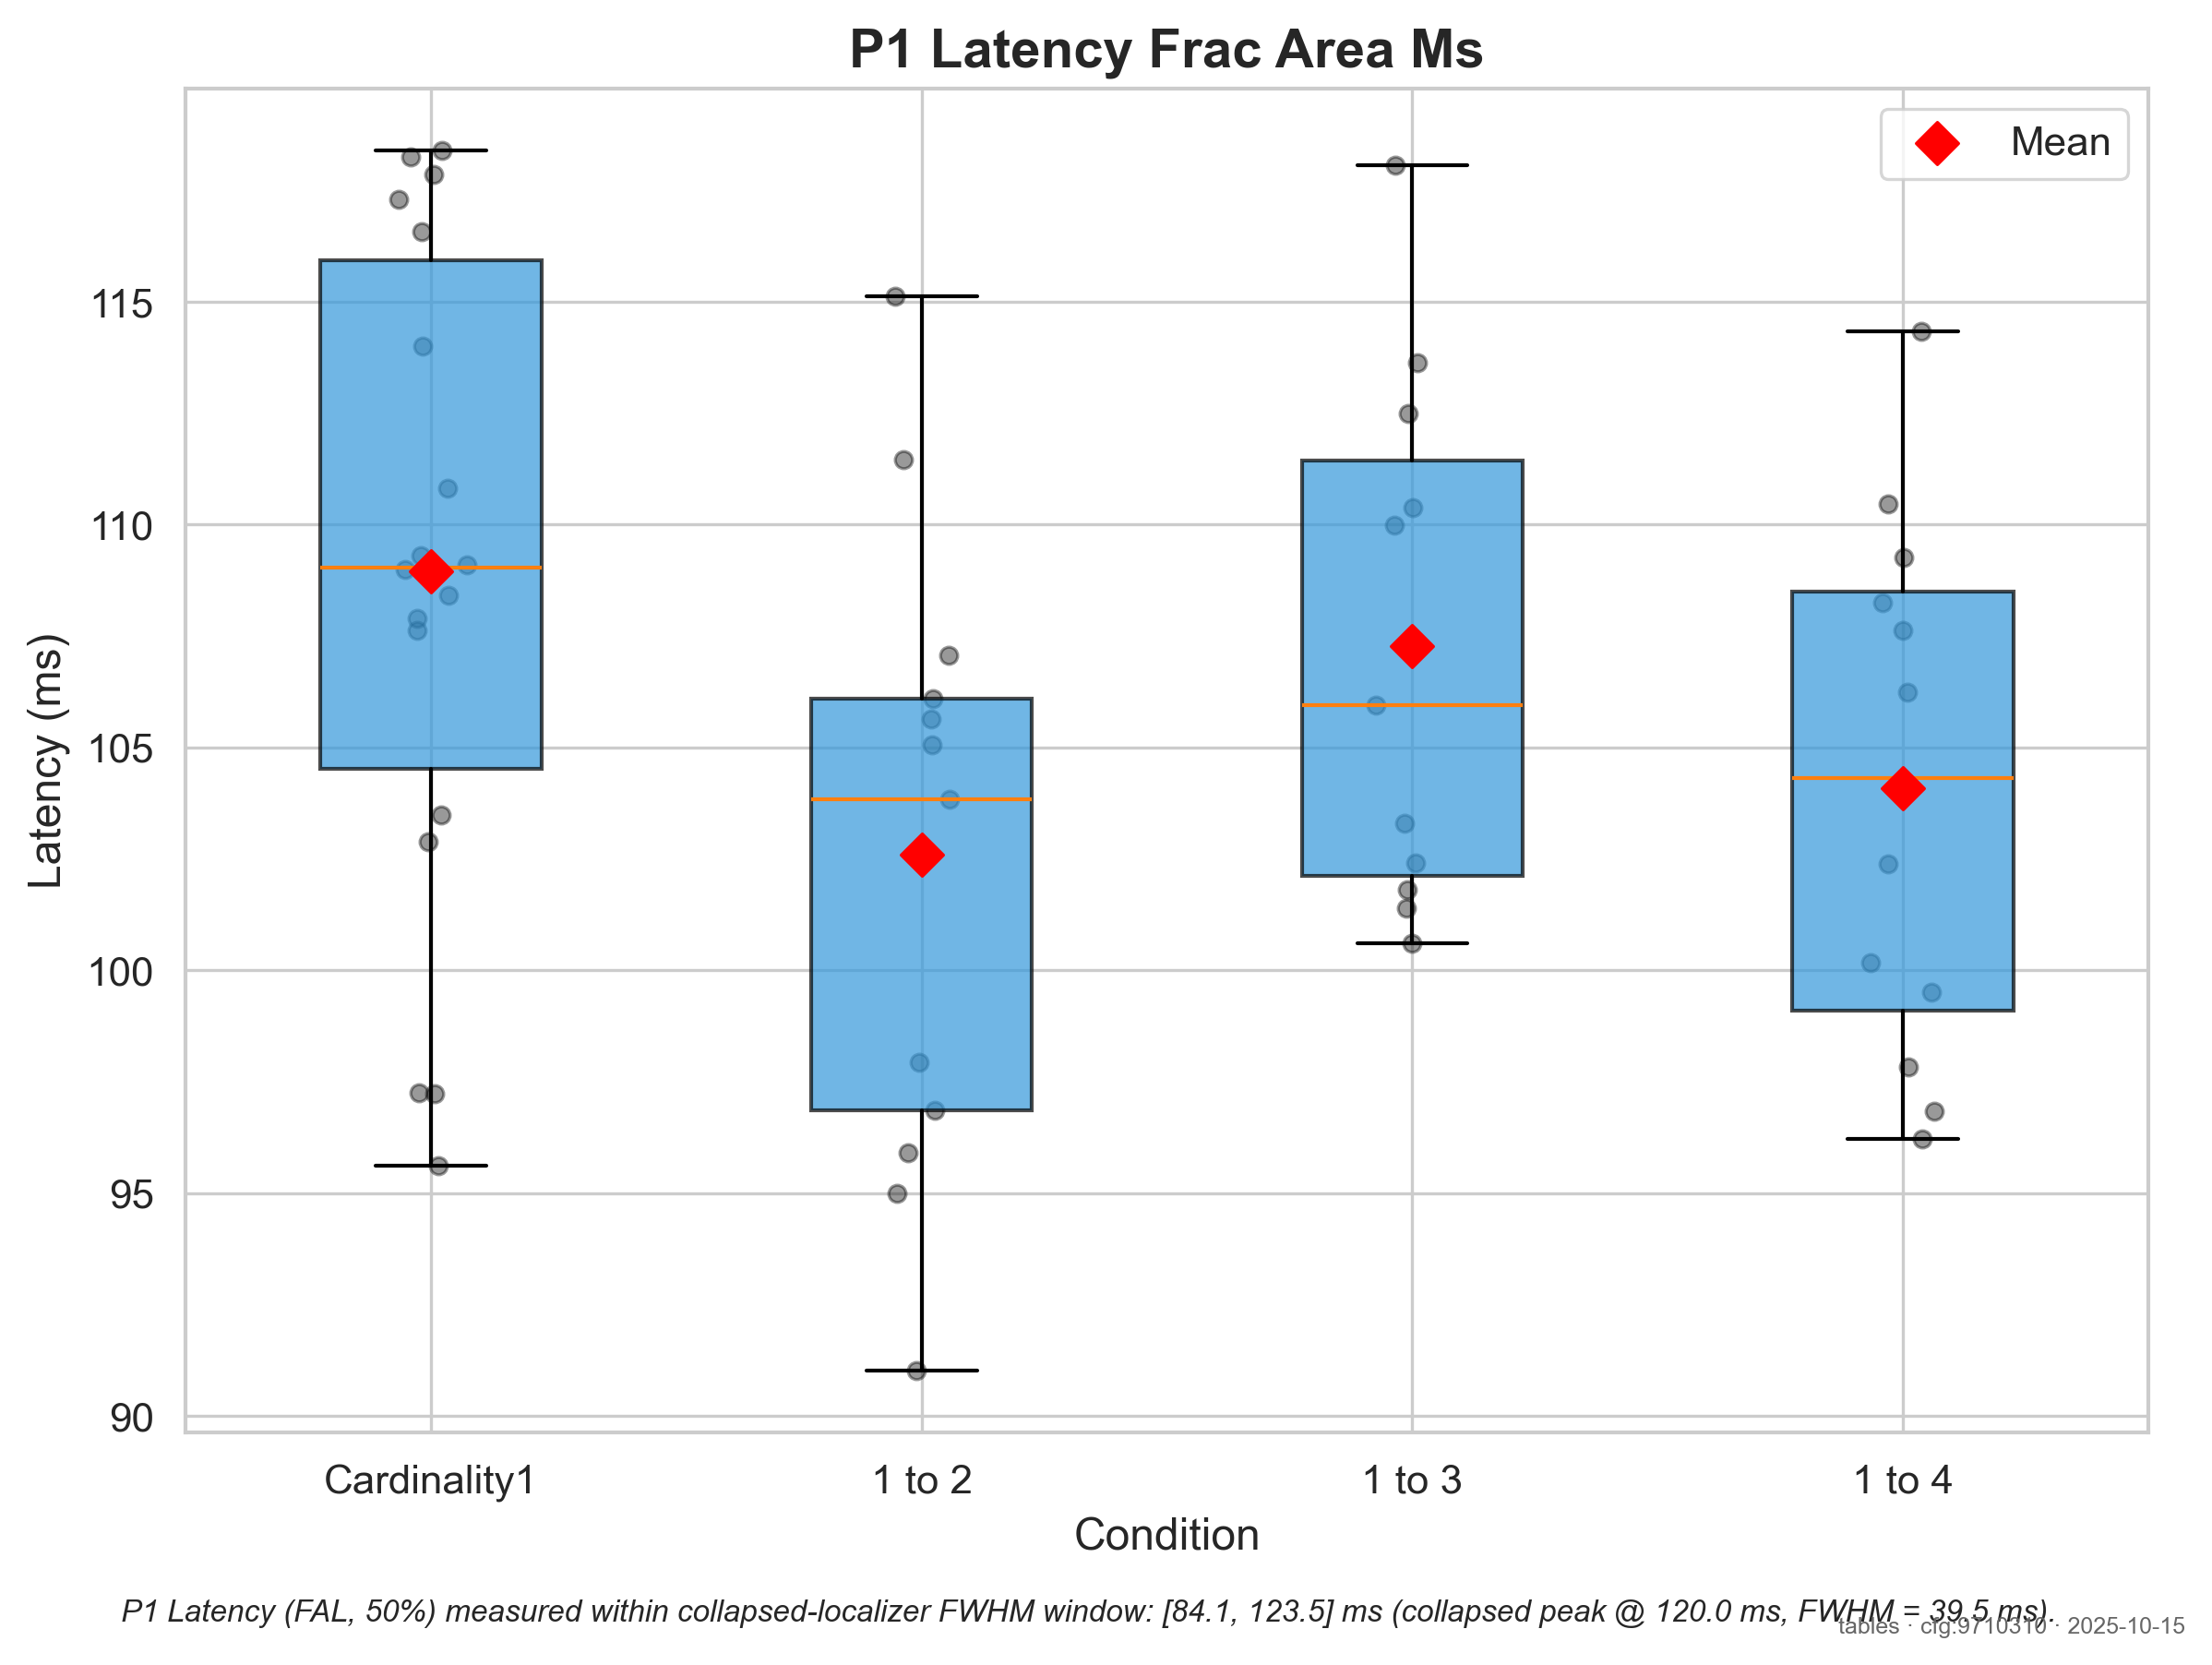 P1 Latency Frac Area Ms
Mean
Latency (ms)
115
110
105
100
95
90
Cardinality1
1 to 2
1 to 3
1 to 4
Condition
P1 Latency (FAL, 50%) measured within collapsed-localizer FWHM window: [84.1, 123.5] ms (collapsed peak @ 120.0 ms, FWHM = 39.5 ms).
tables · cfg:9710310 · 2025-10-15